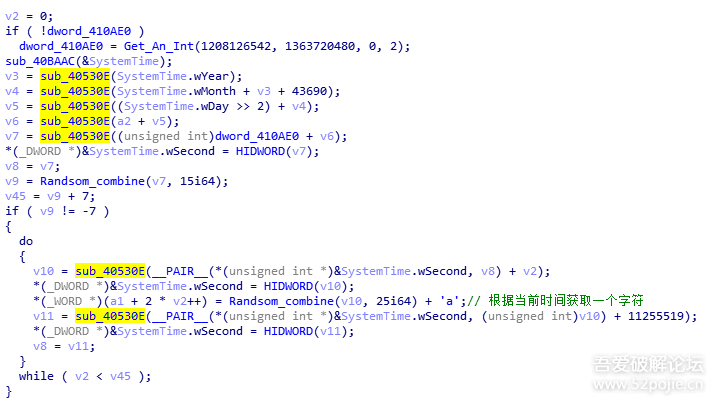 v2 = 0;
if ( !dword_410AE0 )
dword_410AE0 = Get_An_Int(1208126542, 1363720480, 0, 2);
sub_40BAAC(&SystemTime);
v3 = sub_40530E(SystemTime.wYear);
v4 = sub_40530E(SystemTime.wMonth + v3 + 43690);
v5 = sub_40530E((SystemTime.wDay >> 2) + v4);
v6 = sub_40530E(a2 + v5);
v7 = sub_40530E((unsigned int)dword_410AE0 + v6);
*(_DWORD *)&SystemTime.wSecond = HIDWORD(v7);
v8 = v7;
v9 = Randsom_combine(v7, 15i64);
v45 = v9 + 7;
if ( v9 != -7 )
{
do
{
v10 = sub_40530E(__PAIR__(*(unsigned int *)&SystemTime.wSecond, v8) + v2);
*(_DWORD *)&SystemTime.wSecond = HIDWORD(v10);
*(_WORD *)(a1 + 2 * v2++) = Randsom_combine(v10, 25i64) + 'a';// 根据当前时间获取一个字符
v11 = sub_40530E(__PAIR__(*(unsigned int *)&SystemTime.wSecond, (unsigned int)v10) + 11255519);
*(_DWORD *)&SystemTime.wSecond = HIDWORD(v11);
v8 = v11;
}
while ( v2 < v45 );
}
吾爱破解论坛
www.52pojie.cn